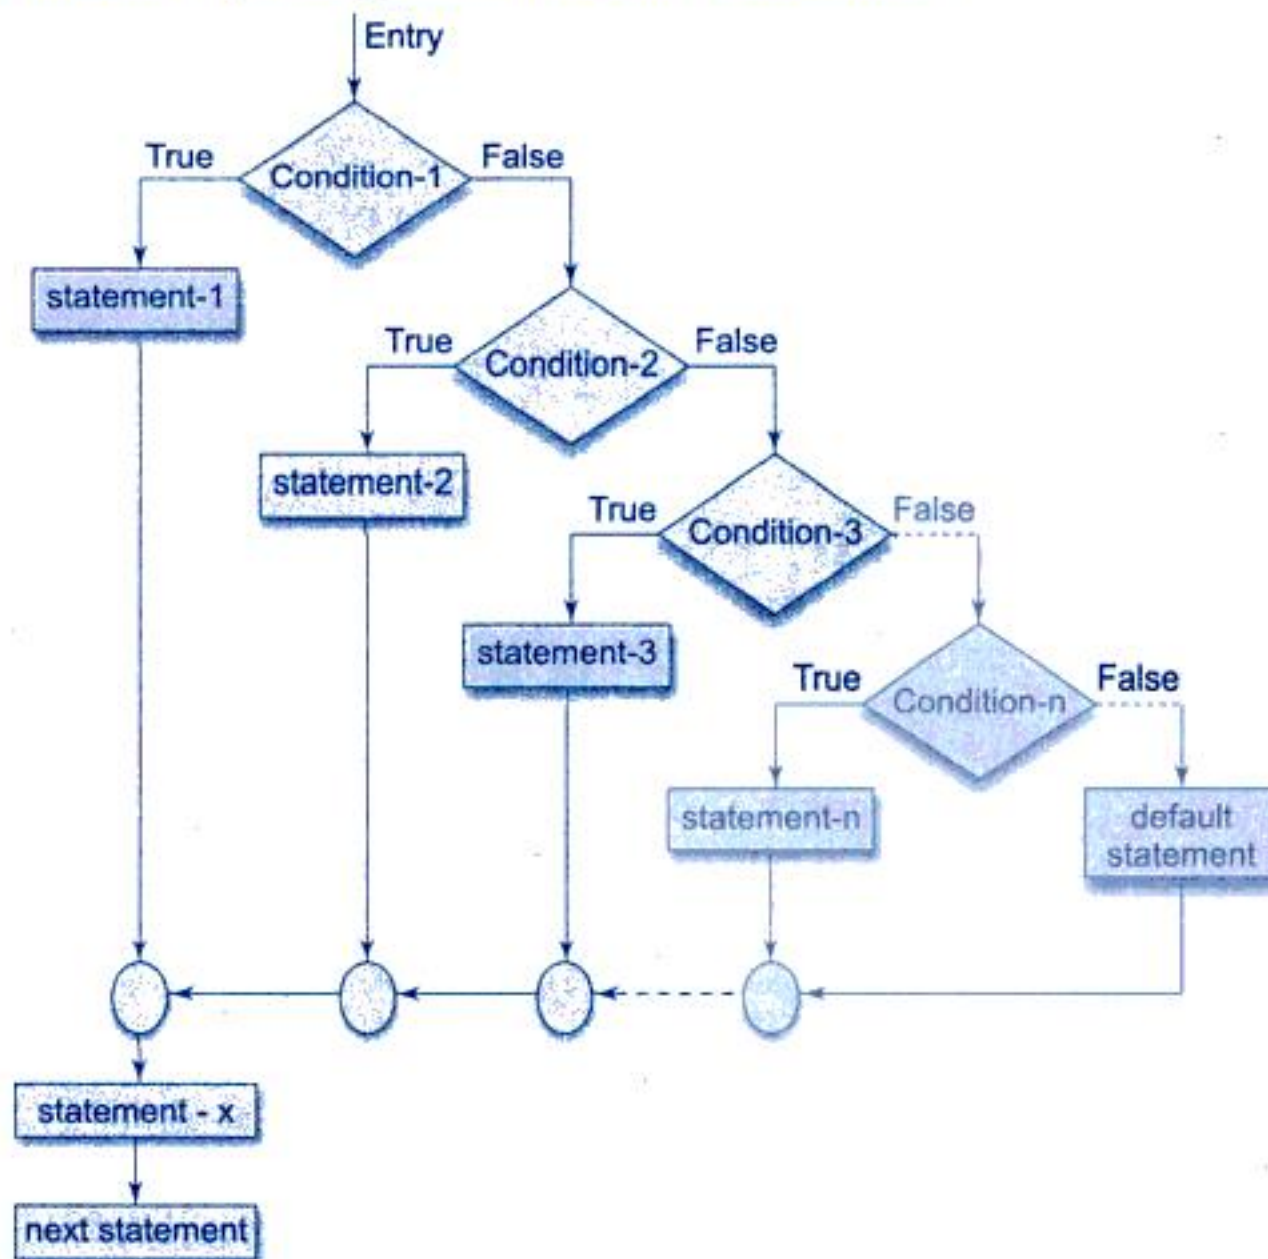 Entry
True
False
Condition-1
statement-1
True
False
Condition-2
statement-2
True
False
Condition-3
statement-3
True
False
Condition-n
statement-n
default
statement
statement - x
next statement